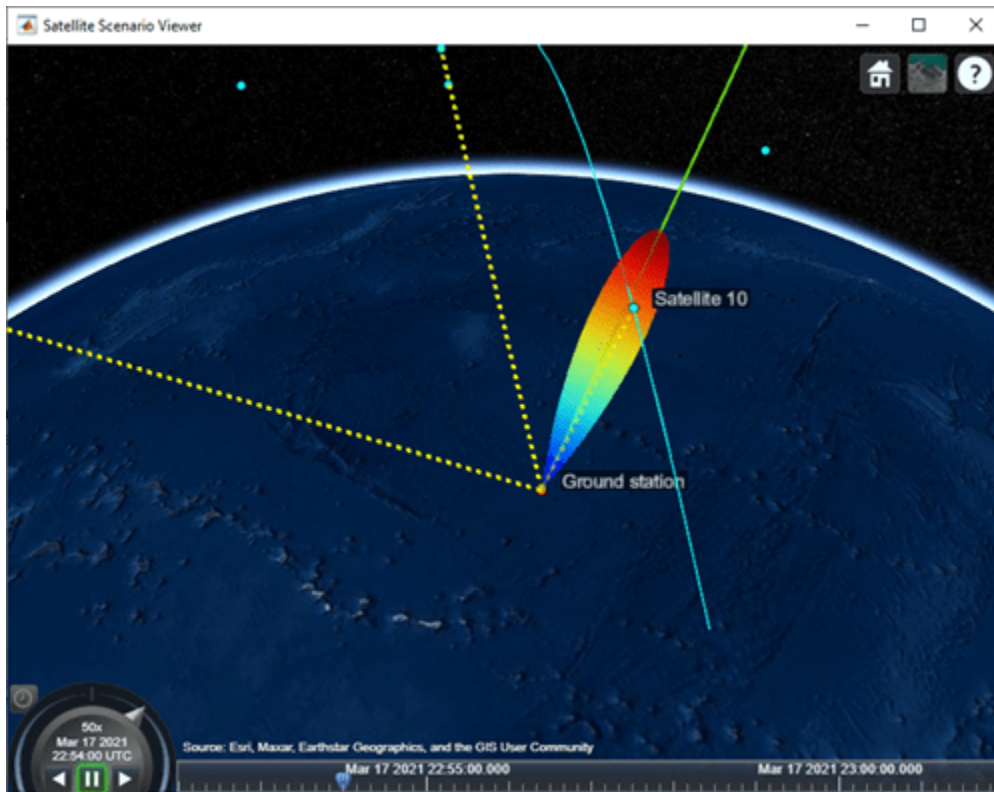 Satellite Scenario Viewer
?
Satellite 10
Ground station
50x
Mar 17 2021
22:54:00 UTC
Source: Esri, Maxar, Earthstar Geographics, and the GIS User Community
Mar 17 2021 22:55:00.000
Mar 17 2021 23:00:00.000